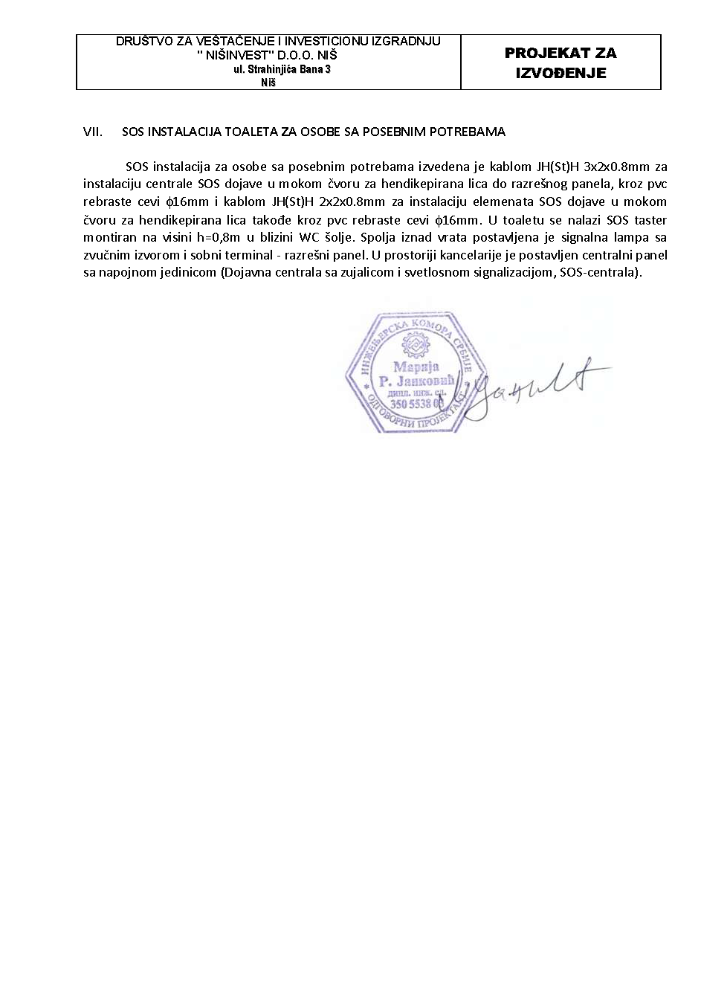 DRUŠTVO ZA VEŠTAČENJE I INVESTICIONU IZGRADNJU
" NIŠINVEST" D.O.O. NIŠ
ul. Strahinjića Bana 3
Niš
PROJEKAT ZA
IZVOĐENJE
VII. SOS INSTALACIJA TOALETA ZA OSOBE SA POSEBNIM POTREBAMA
SOS instalacija za osobe sa posebnim potrebama izvedena je kablom JH(St)H 3x2x0.8mm za
instalaciju centrale SOS dojave u mokom čvoru za hendikepirana lica do razrešnog panela, kroz pvc
rebraste cevi ϕ16mm i kablom JH(St)H 2x2x0.8mm za instalaciju elemenata SOS dojave u mokom
čvoru za hendikepirana lica takođe kroz pvc rebraste cevi ϕ16mm. U toaletu se nalazi SOS taster
montiran na visini h=0,8m u blizini WC šolje. Spolja iznad vrata postavljena je signalna lampa sa
zvučnim izvorom i sobni terminal - razrešni panel. U prostoriji kancelarije je postavljen centralni panel
sa napojnom jedinicom (Dojavna centrala sa zujalicom i svetlosnom signalizacijom, SOS-centrala).
ИНЖЕЊЕРСКА КОМОРА СРБИЈЕ
Марија
Р. Јанковић
дипл. инж. ел.
350 5538 03
ОДГОВОРНИ ПРОЈЕКТАНТ